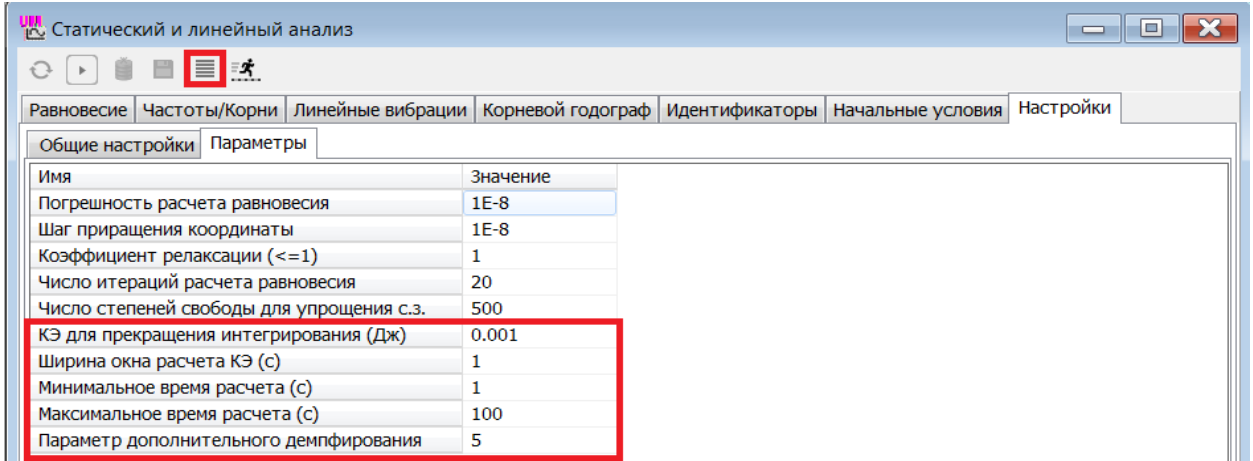 UM
Статический и линейный анализ
Равновесие Частоты/Корни Линейные вибрации Корневой годограф Идентификаторы Начальные условия Настройки
Общие настройки Параметры
Имя Значение
Погрешность расчета равновесия 1E-8
Шаг приращения координаты 1E-8
Коэффициент релаксации (<=1) 1
Число итераций расчета равновесия 20
Число степеней свободы для упрощения с.з. 500
КЭ для прекращения интегрирования (Дж) 0.001
Ширина окна расчета КЭ (с) 1
Минимальное время расчета (с) 1
Максимальное время расчета (с) 100
Параметр дополнительного демпфирования 5